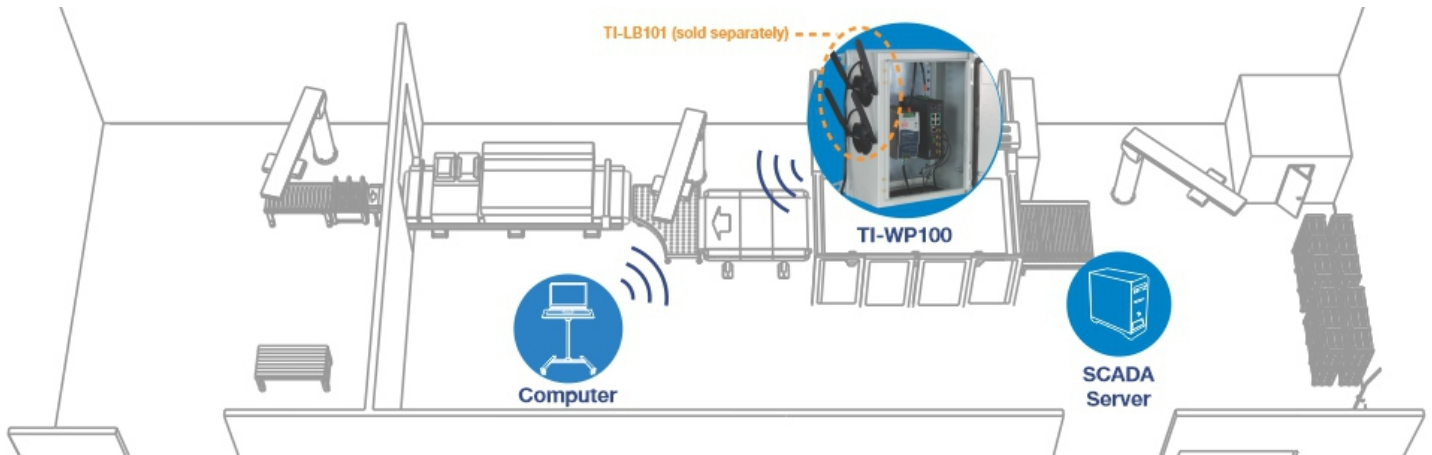 TI-LB101 (sold separately)
TI-WP100
Computer
SCADA
Server